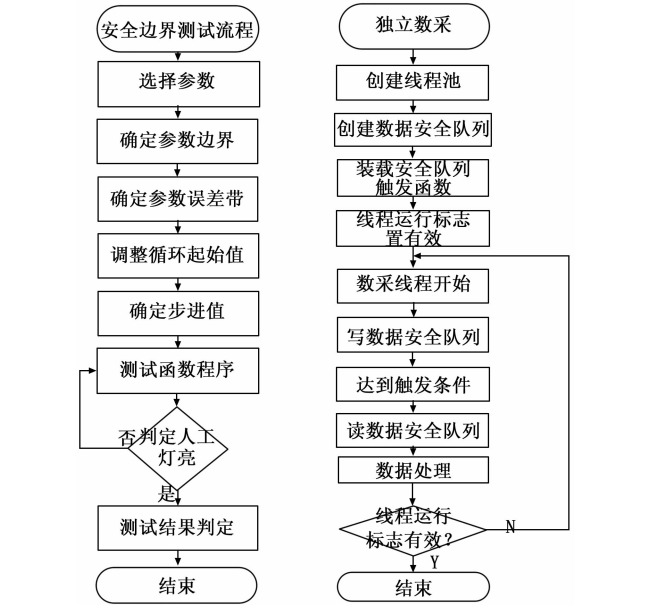 安全边界测试流程
选择参数
确定参数边界
确定参数误差带
调整循环起始值
确定步进值
测试函数程序
否
判定人工
灯亮
是
测试结果判定
结束
独立数采
创建线程池
创建数据安全队列
装载安全队列
触发函数
线程运行标志
置有效
数采线程开始
写数据安全队列
达到触发条件
读数据安全队列
数据处理
线程运行
标志有效?
N
Y
结束